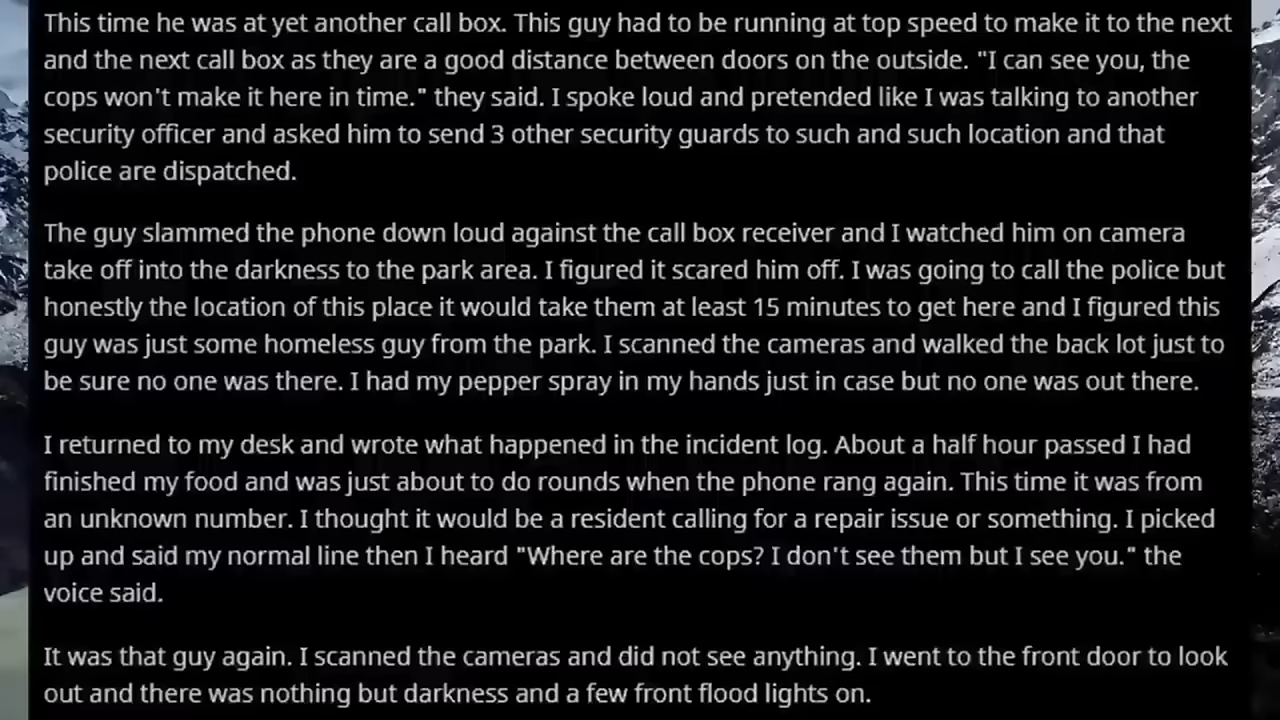 This time he was at yet another call box. This guy had to be running at top speed to make it to the next
and the next call box as they are a good distance between doors on the outside. "I can see you, the
cops won't make it here in time." they said. I spoke loud and pretended like I was talking to another
security officer and asked him to send 3 other security guards to such and such location and that
police are dispatched.
The guy slammed the phone down loud against the call box receiver and I watched him on camera
take off into the darkness to the park area. I figured it scared him off. I was going to call the police but
honestly the location of this place it would take them at least 15 minutes to get here and I figured this
guy was just some homeless guy from the park. I scanned the cameras and walked the back lot just to
be sure no one was there. I had my pepper spray in my hands just in case but no one was out there.
I returned to my desk and wrote what happened in the incident log. About a half hour passed I had
finished my food and was just about to do rounds when the phone rang again. This time it was from
an unknown number. I thought it would be a resident calling for a repair issue or something. I picked
up and said my normal line then I heard "Where are the cops? I don't see them but I see you." the
voice said.
It was that guy again. I scanned the cameras and did not see anything. I went to the front door to look
out and there was nothing but darkness and a few front flood lights on.